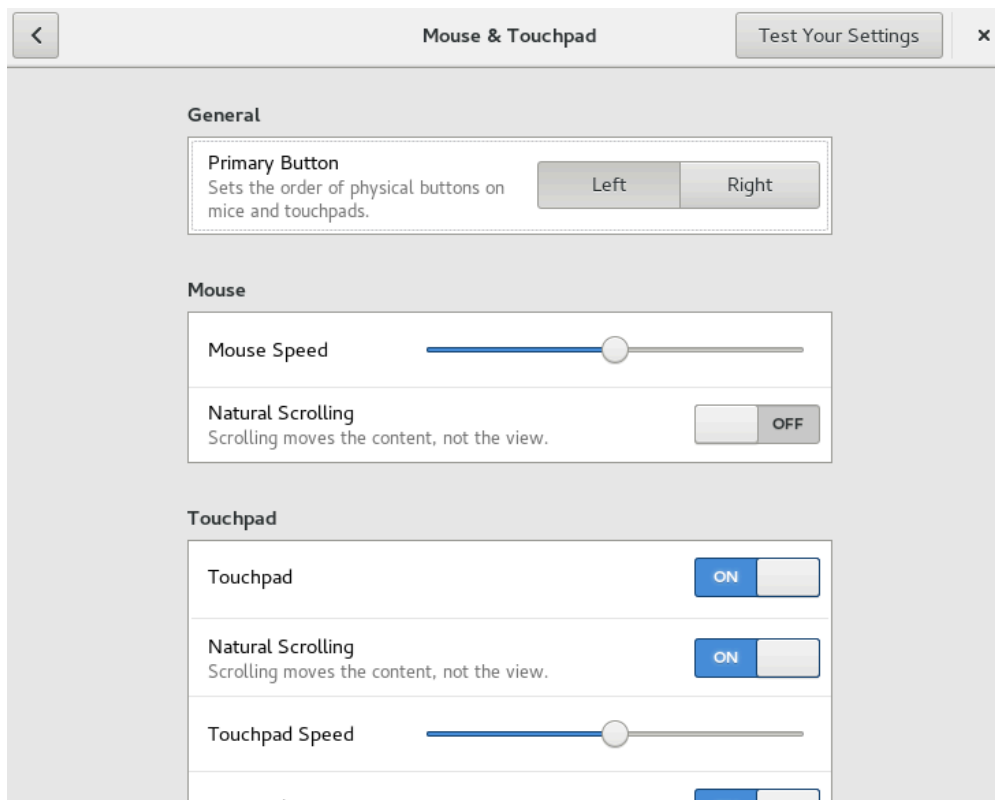 Mouse & Touchpad
Test Your Settings
General
Primary Button
Sets the order of physical buttons on
mice and touchpads.
Left
Right
Mouse
Mouse Speed
Natural Scrolling
Scrolling moves the content, not the view.
OFF
Touchpad
Touchpad
ON
Natural Scrolling
Scrolling moves the content, not the view.
ON
Touchpad Speed